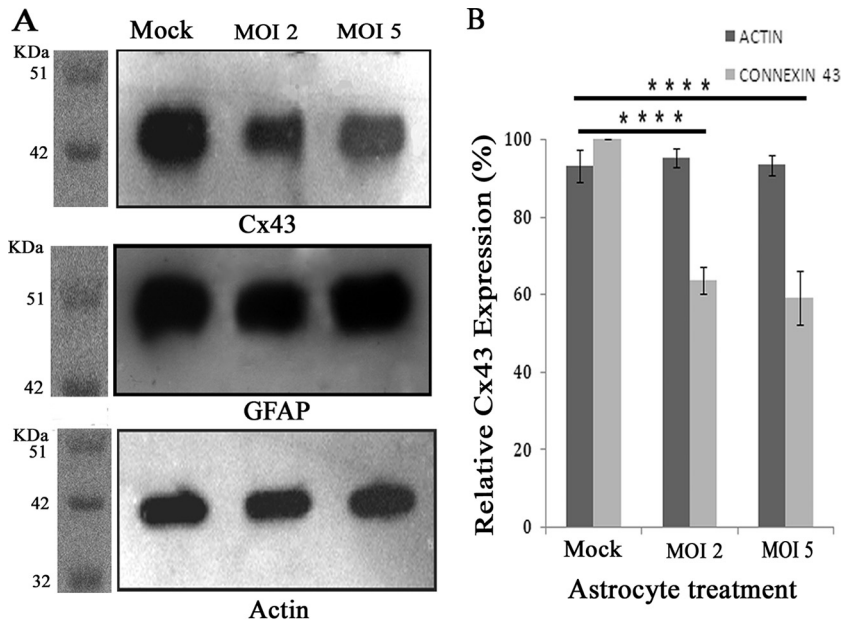 A
Mock MOI 2 MOI 5
KDa
51
42
Cx43
KDa
51
42
GFAP
KDa
51
42
32
Actin
B
ACTIN
CONNEXIN 43
* * * *
* * * *
Relative Cx43 Expression (%)
100
80
60
40
20
0
Mock MOI 2 MOI 5
Astrocyte treatment